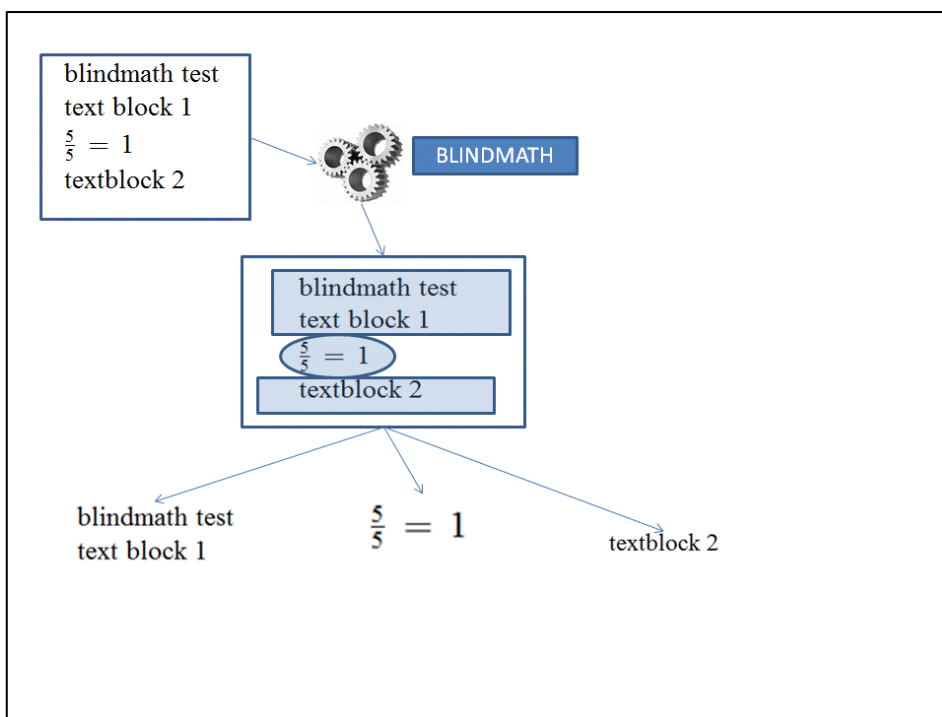 blindmath test
text block 1
5/5 = 1
textblock 2
BLINDMATH
blindmath test
text block 1
5/5 = 1
textblock 2
blindmath test
text block 1
5/5 = 1
textblock 2